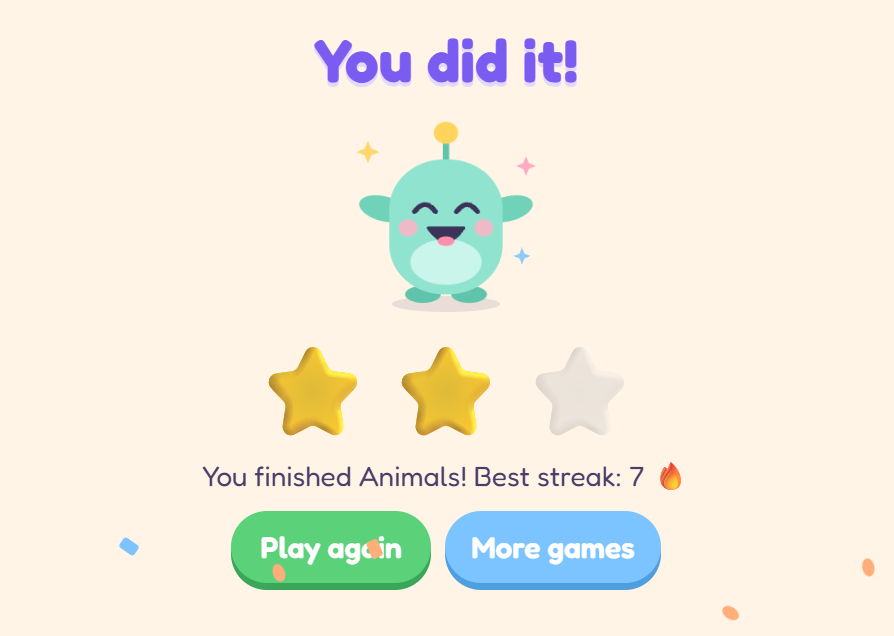 You did it!
You finished Animals! Best streak: 7 🔥
Play again
More games